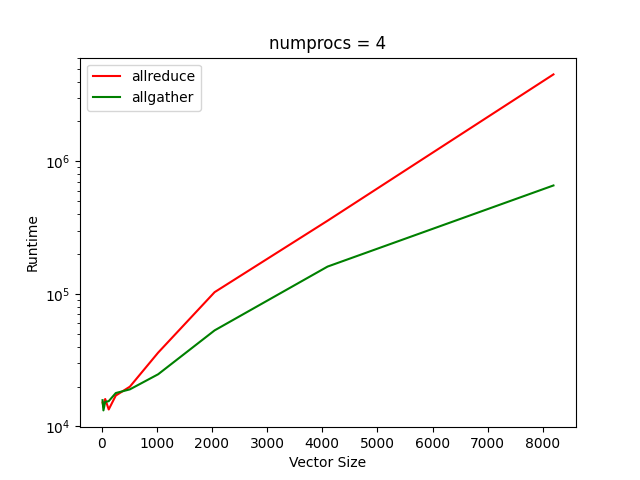 numprocs = 4
allreduce
allgather
Runtime
10^6
10^5
10^4
0 1000 2000 3000 4000 5000 6000 7000 8000
Vector Size